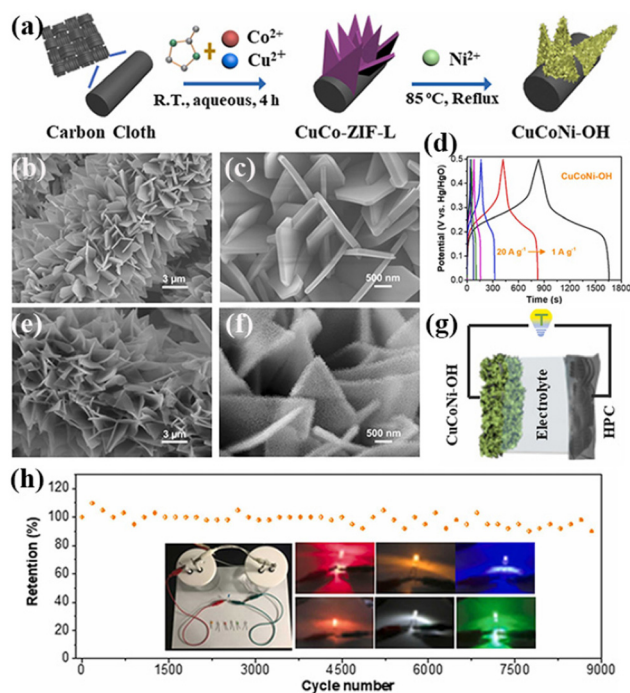 (a)
+
Co²⁺
Cu²⁺
R.T., aqueous, 4 h
Ni²⁺
85 °C, Reflux
Carbon Cloth
CuCo-ZIF-L
CuCoNi-OH
(b)
3 μm
(c)
500 nm
(d)
CuCoNi-OH
20 A g⁻¹ → 1 A g⁻¹
Potential (V vs. Hg/HgO)
0.5
0.4
0.3
0.2
0.1
0.0
0 300 600 900 1200 1500 1800
Time (s)
(e)
3 μm
(f)
500 nm
(g)
CuCoNi-OH
Electrolyte
HPC
(h)
Retention (%)
120
100
80
60
40
20
0
0 1500 3000 4500 6000 7500 9000
Cycle number